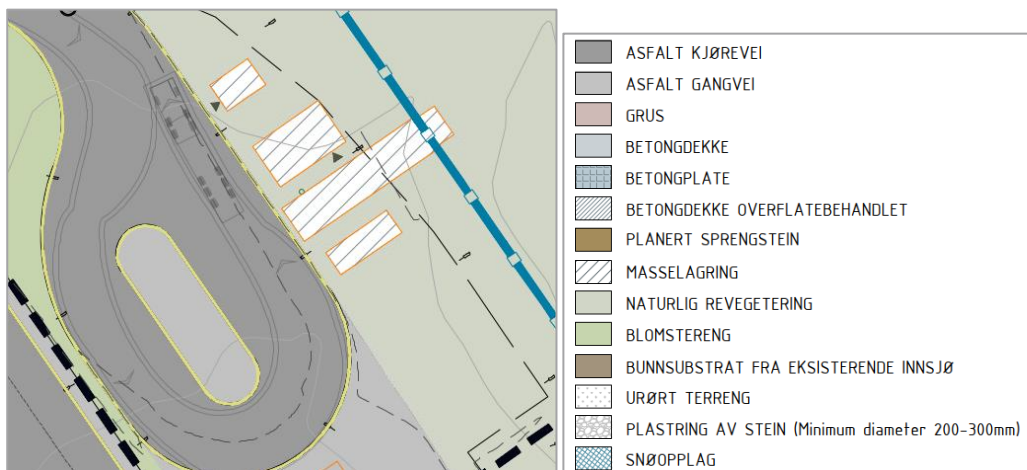 ASFALT KJØREVEI
ASFALT GANGVEI
GRUS
BETONGDEKKE
BETONGPLATE
BETONGDEKKE OVERFLATEBEHANDLET
PLANERT SPRENGSTEIN
MASSELAGRING
NATURLIG REVEGETERING
BLOMSTERENG
BUNNSUBSTRAT FRA EKSISTERENDE INNSJØ
URØRT TERRENG
PLASTRING AV STEIN (Minimum diameter 200-300mm)
SNØOPPLAG